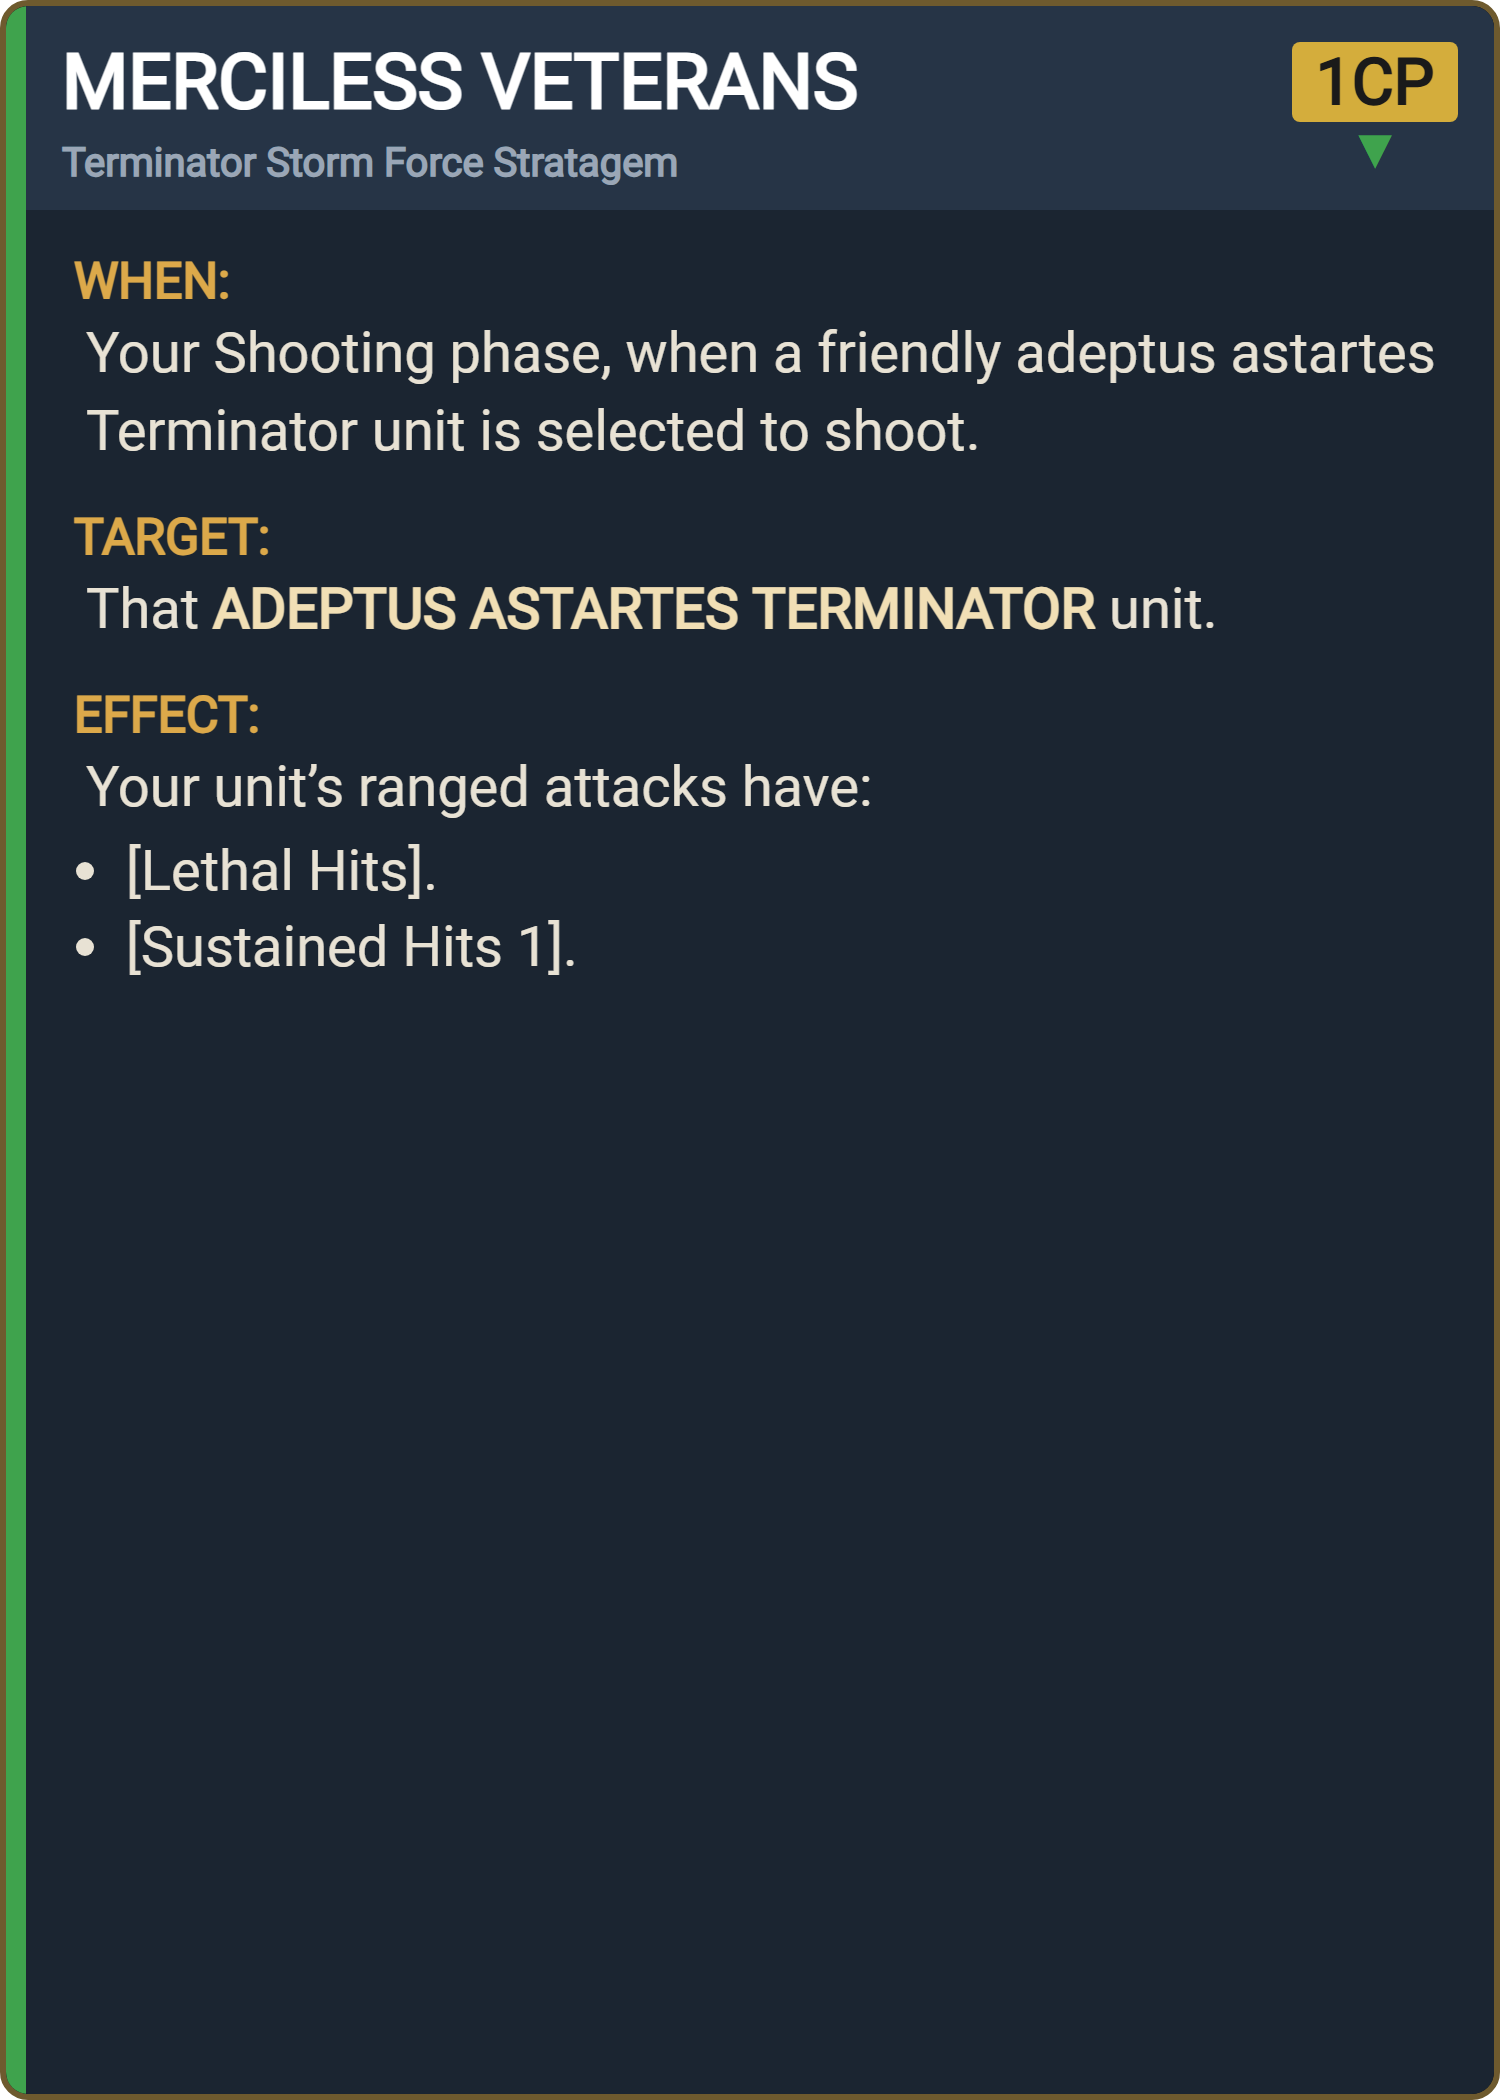 MERCILESS VETERANS
1CP
Terminator Storm Force Stratagem
WHEN:
Your Shooting phase, when a friendly adeptus astartes
Terminator unit is selected to shoot.
TARGET:
That ADEPTUS ASTARTES TERMINATOR unit.
EFFECT:
Your unit’s ranged attacks have:
• [Lethal Hits].
• [Sustained Hits 1].